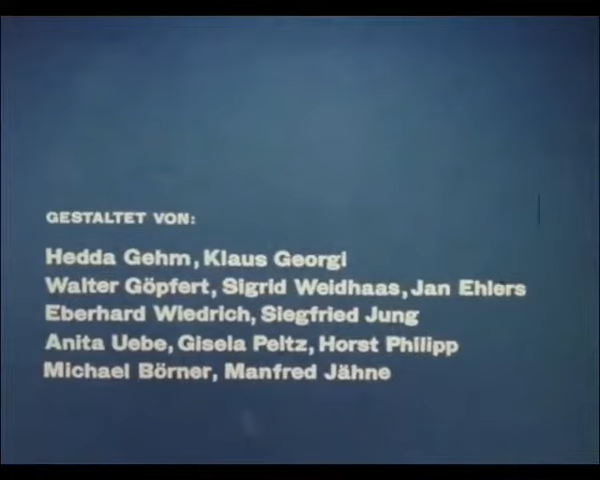 GESTALTET VON:
Hedda Gehm, Klaus Georgi
Walter Göpfert, Sigrid Weidhaas, Jan Ehlers
Eberhard Wiedrich, Siegfried Jung
Anita Uebe, Gisela Peltz, Horst Philipp
Michael Börner, Manfred Jähne